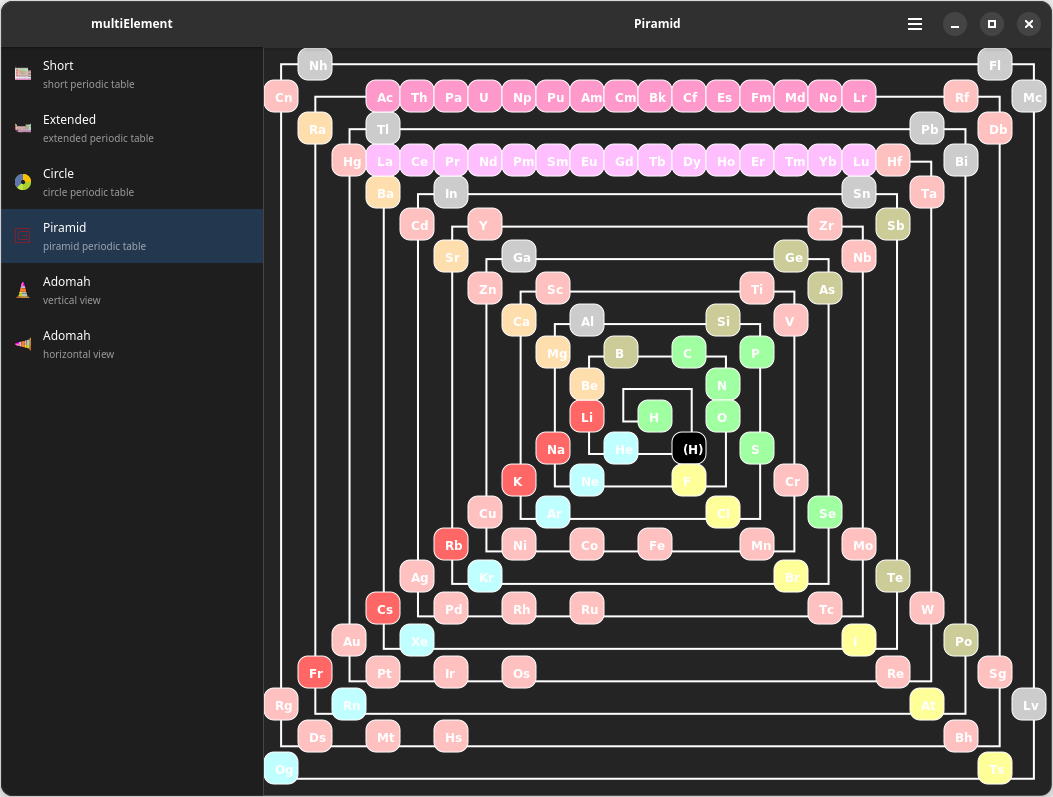 multiElement
Piramid
Short
short periodic table
Extended
extended periodic table
Circle
circle periodic table
Piramid
piramid periodic table
Adomah
vertical view
Adomah
horizontal view
Nh Fl
Cn Ac Th Pa U Np Pu Am Cm Bk Cf Es Fm Md No Lr Rf Mc
Ra Tl Pb Db
Hg La Ce Pr Nd Pm Sm Eu Gd Tb Dy Ho Er Tm Yb Lu Hf Bi
Ba In Sn Ta
Cd Y Zr Sb
Sr Ga Ge Nb
Zn Sc Ti As
Ca Al Si V
Mg B C P
Be N
Li H O
Na He (H) S
K Ne F Cr
Cu Ar Cl Se
Rb Ni Co Fe Mn Mo
Ag Kr Br Te
Cs Pd Rh Ru Tc W
Au Xe I Po
Fr Pt Ir Os Re Sg
Rg Rn At Lv
Ds Mt Hs Bh
Og Ts